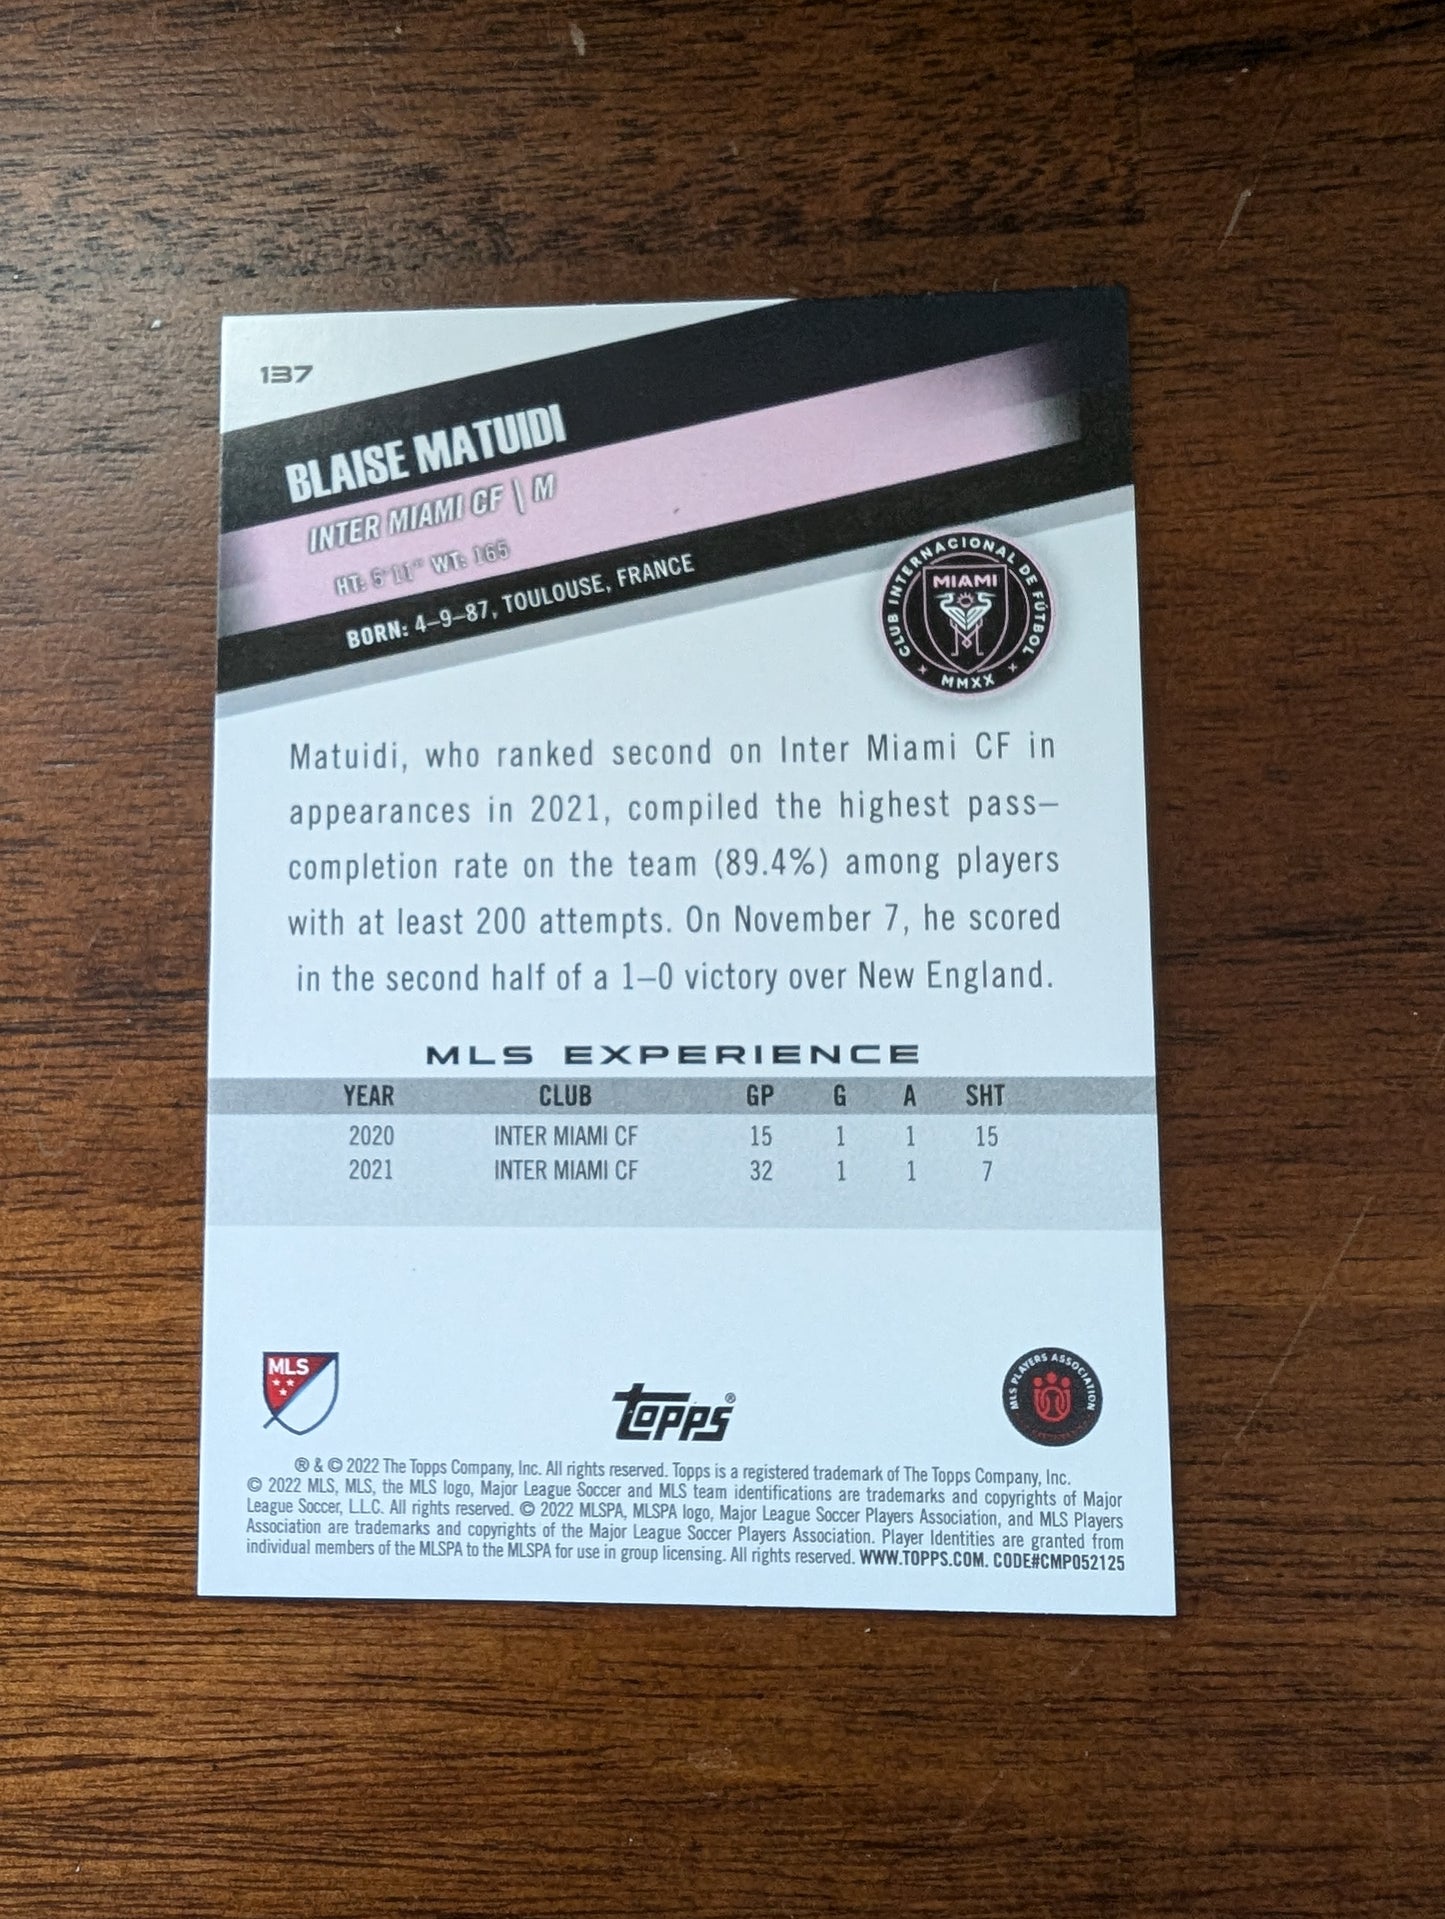 137
BLAISE MATUIDI
INTER MIAMI CF \ M
HT: 5'11" WT: 165
BORN: 4–9–87, TOULOUSE, FRANCE
CLUB INTERNACIONAL DE FÚTBOL
MIAMI
MMXX
Matuidi, who ranked second on Inter Miami CF in
appearances in 2021, compiled the highest pass–
completion rate on the team (89.4%) among players
with at least 200 attempts. On November 7, he scored
in the second half of a 1–0 victory over New England.
MLS EXPERIENCE
YEAR CLUB GP G A SHT
2020 INTER MIAMI CF 15 1 1 15
2021 INTER MIAMI CF 32 1 1 7
MLS
topps®
MLS PLAYERS ASSOCIATION
® & © 2022 The Topps Company, Inc. All rights reserved. Topps is a registered trademark of The Topps Company, Inc.
© 2022 MLS, MLS, the MLS logo, Major League Soccer and MLS team identifications are trademarks and copyrights of Major
League Soccer, L.L.C. All rights reserved. © 2022 MLSPA, MLSPA logo, Major League Soccer Players Association, and MLS Players
Association are trademarks and copyrights of the Major League Soccer Players Association. Player Identities are granted from
individual members of the MLSPA to the MLSPA for use in group licensing. All rights reserved. WWW.TOPPS.COM. CODE#CMP052125